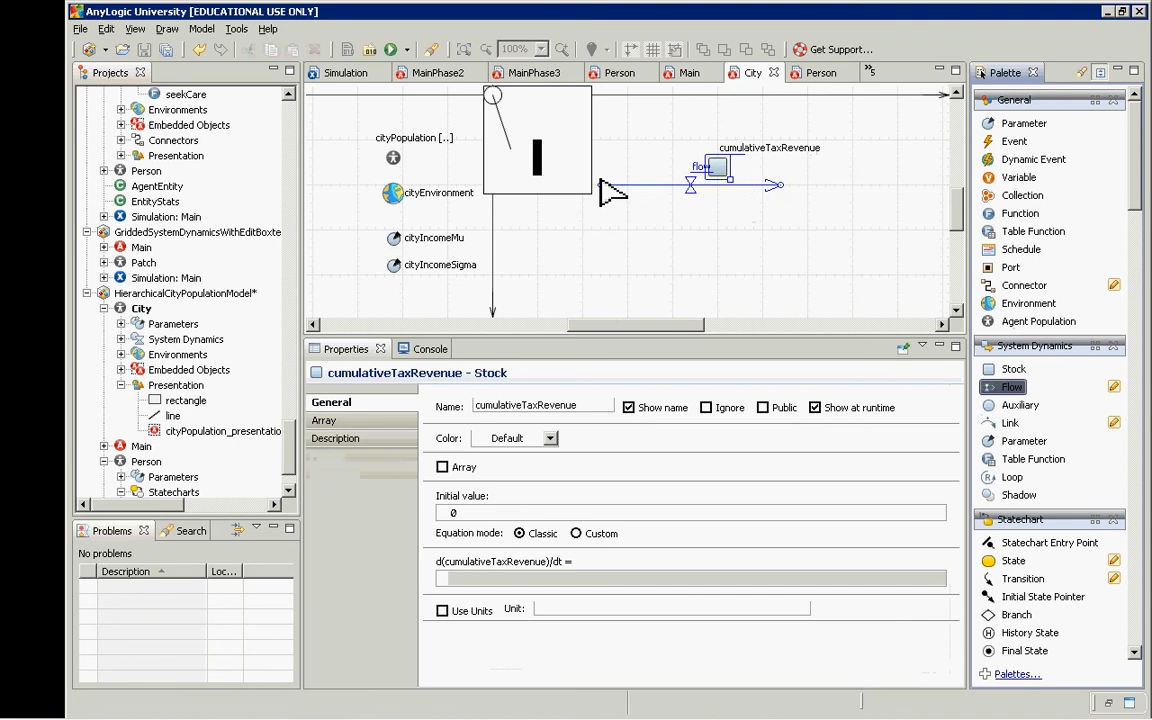 AnyLogic University [EDUCATIONAL USE ONLY]
File Edit View Draw Model Tools Help
100% Get Support...
Projects
Simulation MainPhase2 MainPhase3 Person Main City Person »5
Palette
seekCare
Environments
Embedded Objects
Connectors
Presentation
Person
AgentEntity
EntityStats
Simulation: Main
GriddedSystemDynamicsWithEditBoxte
Main
Patch
Simulation: Main
HierarchicalCityPopulationModel*
City
Parameters
System Dynamics
Environments
Embedded Objects
Presentation
rectangle
line
cityPopulation_presentatio
Main
Person
Parameters
Statecharts
cityPopulation [..]
cityEnvironment
cityIncomeMu
cityIncomeSigma
cumulativeTaxRevenue
flow
General
Parameter
Event
Dynamic Event
Variable
Collection
Function
Table Function
Schedule
Port
Connector
Environment
Agent Population
System Dynamics
Stock
Flow
Auxiliary
Link
Parameter
Table Function
Loop
Shadow
Statechart
Statechart Entry Point
State
Transition
Initial State Pointer
Branch
History State
Final State
Palettes...
Properties Console
cumulativeTaxRevenue - Stock
General
Array
Description
Name: cumulativeTaxRevenue Show name Ignore Public Show at runtime
Color: Default
Array
Initial value:
0
Equation mode: Classic Custom
d(cumulativeTaxRevenue)/dt =
Use Units Unit:
Problems Search
No problems
Description Loc...